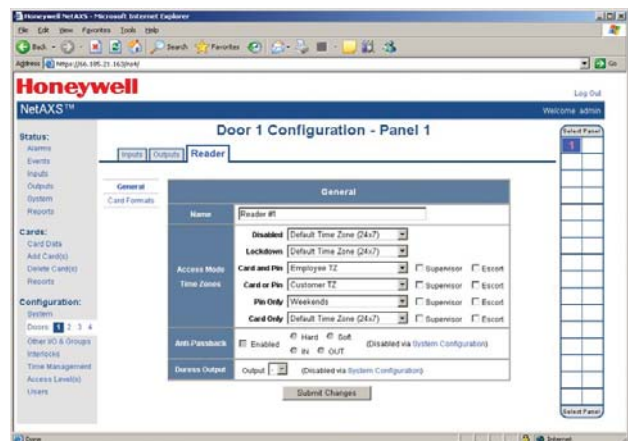 Honeywell NetAXS - Microsoft Internet Explorer
File Edit View Favorites Tools Help
Back Search Favorites
Address https://66.185.21.163/ns4/ Go
Honeywell
Log Out
NetAXS™ Welcome admin
Door 1 Configuration - Panel 1
Inputs Outputs Reader
Select Panel
1
Status:
Alarms
Events
Inputs
Outputs
System
Reports
Cards:
Card Data
Add Card(s)
Delete Card(s)
Reports
Configuration:
System
Doors: 1 2 3 4
Other I/O & Groups
Interlocks
Time Management
Access Level(s)
Users
General
Card Formats
General
Name Reader #1
Access Mode Time Zones
Disabled Default Time Zone (24x7)
Lockdown Default Time Zone (24x7)
Card and Pin Employee TZ Supervisor Escort
Card or Pin Customer TZ Supervisor Escort
Pin Only Weekends Supervisor Escort
Card Only Default Time Zone (24x7) Supervisor Escort
Anti-Passback Enabled Hard Soft IN OUT (Disabled via System Configuration)
Duress Output Output - (Disabled via System Configuration)
Submit Changes
Select Panel
Done Internet